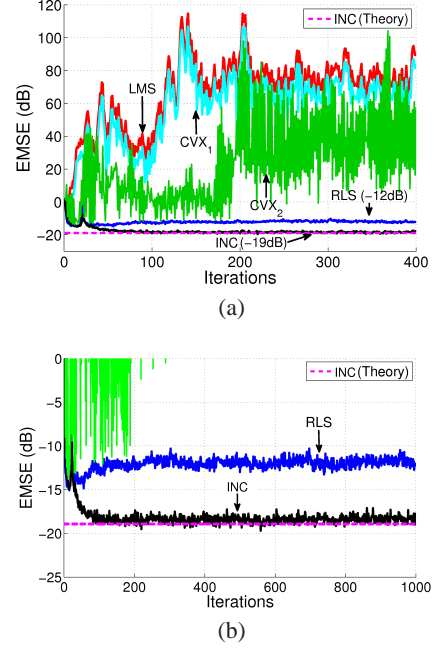 120
100
80
60
40
20
0
−20
EMSE (dB)
INC (Theory)
LMS
CVX1
CVX2
RLS (−12dB)
INC(−19dB)
0 100 200 300 400
Iterations
(a)
0
−5
−10
−15
−20
−25
EMSE (dB)
INC (Theory)
RLS
INC
0 200 400 600 800 1000
Iterations
(b)